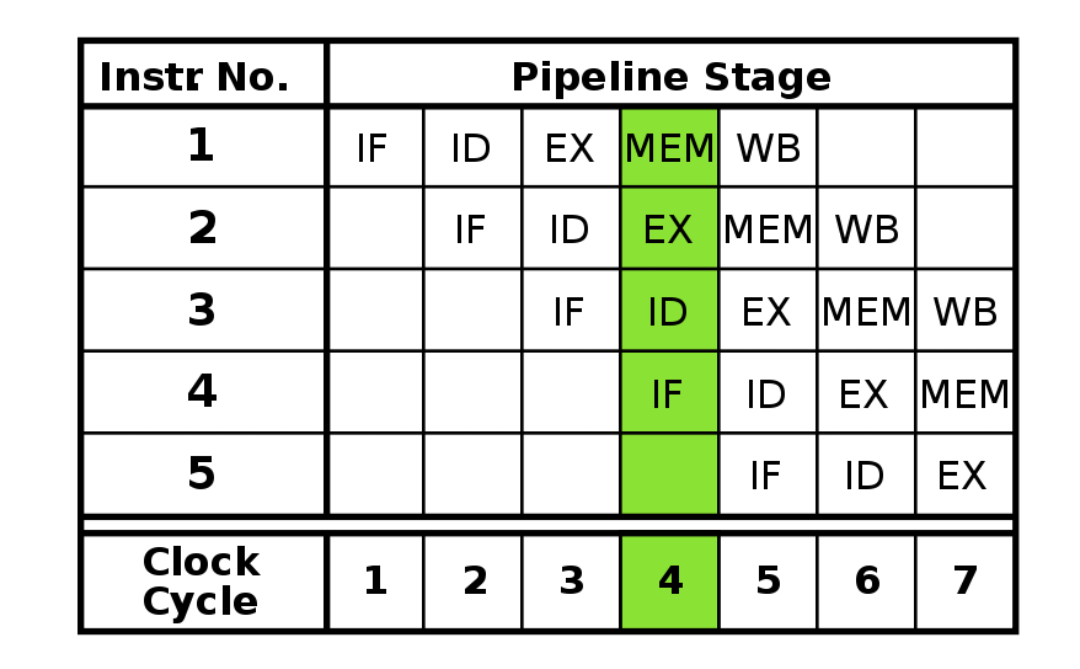 Instr. No. Pipeline Stage
1 IF ID EX MEM WB
2 IF ID EX MEM WB
3 IF ID EX MEM WB
4 IF ID EX MEM
5 IF ID EX
Clock
Cycle
1 2 3 4 5 6 7